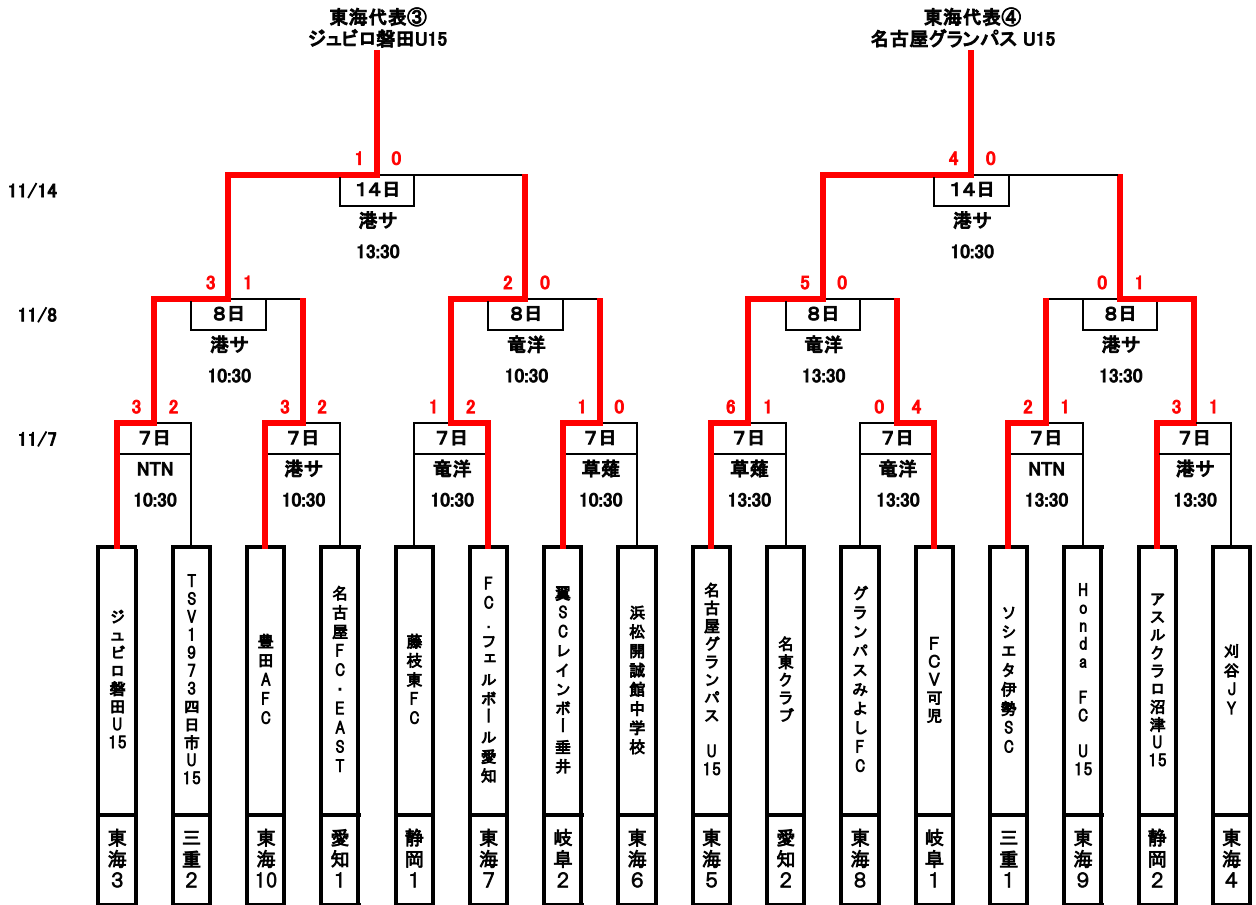 東海代表③
ジュビロ磐田U15
東海代表④
名古屋グランパス U15
1 0
4 0
11/14
14日
14日
港サ
港サ
13:30
10:30
3 1
2 0
5 0
0 1
11/8
8日
8日
8日
8日
港サ
竜洋
竜洋
港サ
10:30
10:30
13:30
13:30
3 2
3 2
1 2
1 0
6 1
0 4
2 1
3 1
11/7
7日
7日
7日
7日
7日
7日
7日
7日
NTN
港サ
竜洋
草薙
草薙
竜洋
NTN
港サ
10:30
10:30
10:30
10:30
13:30
13:30
13:30
13:30
ジュビロ磐田U15
TSV1973四日市U15
豊田AFC
名古屋FC・EAST
藤枝東FC
FC・フェルボール愛知
翼SCレインボー垂井
浜松開誠館中学校
名古屋グランパス U15
名東クラブ
グランパスみよしFC
FCV可児
ソシエタ伊勢SC
Honda FC U15
アスルクラロ沼津U15
刈谷JY
東海3
三重2
東海10
愛知1
静岡1
東海7
岐阜2
東海6
東海5
愛知2
東海8
岐阜1
三重1
東海9
静岡2
東海4